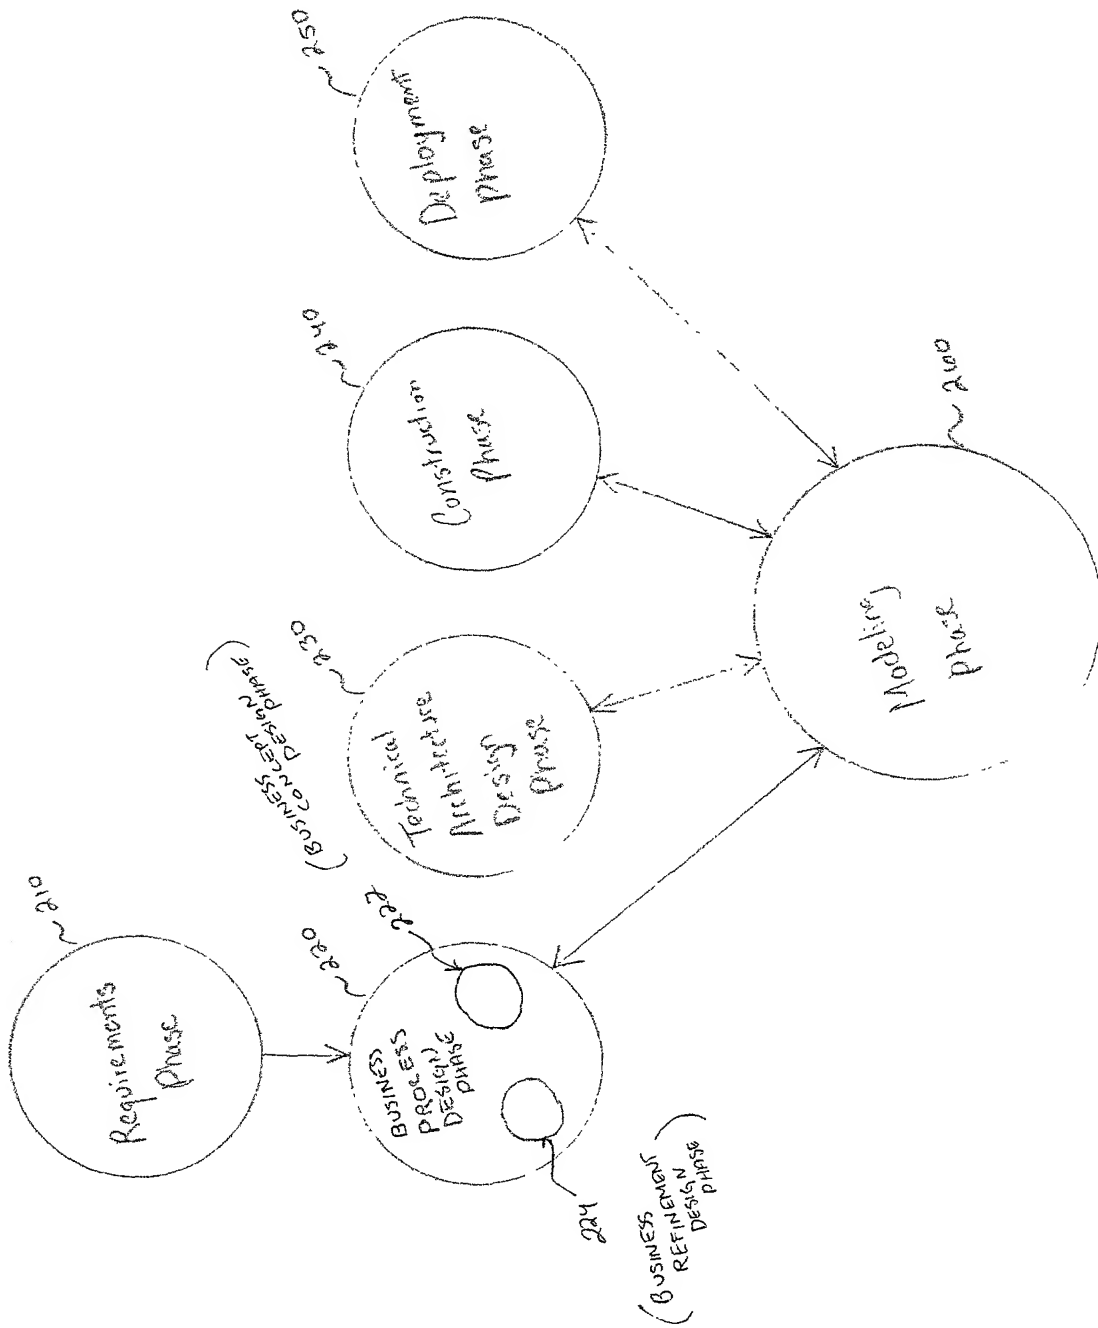 210
Requirements
Phase
220
BUSINESS
PROCESS
DESIGN
PHASE
222
(BUSINESS
CONCEPT
DESIGN
PHASE)
224
(BUSINESS
REFINEMENT
DESIGN
PHASE)
230
Technical
Architecture
Design
Phase
240
Construction
Phase
250
Deployment
Phase
2100
Modeling
Phase